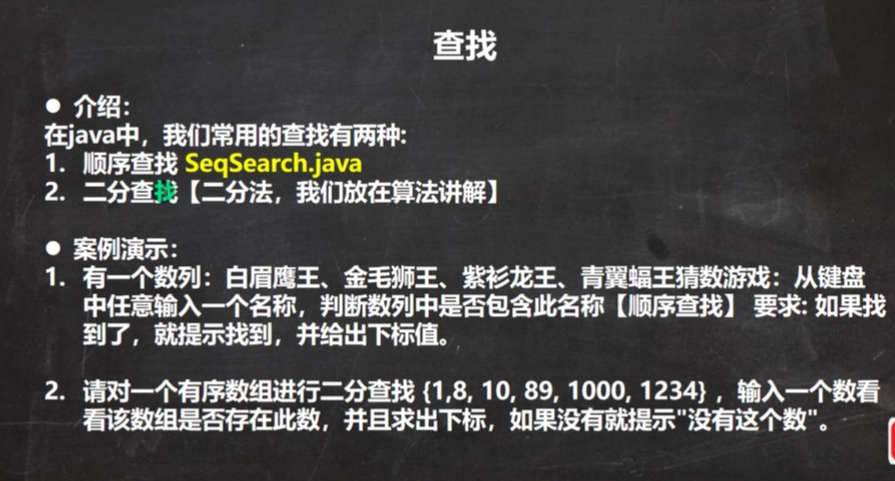 查找
● 介绍：
在java中，我们常用的查找有两种:
1. 顺序查找 SeqSearch.java
2. 二分查找【二分法，我们放在算法讲解】
● 案例演示：
1. 有一个数列：白眉鹰王、金毛狮王、紫衫龙王、青翼蝠王猜数游戏：从键盘
中任意输入一个名称，判断数列中是否包含此名称【顺序查找】 要求: 如果找
到了，就提示找到，并给出下标值。
2. 请对一个有序数组进行二分查找 {1,8, 10, 89, 1000, 1234} ，输入一个数看
看该数组是否存在此数，并且求出下标，如果没有就提示"没有这个数"。